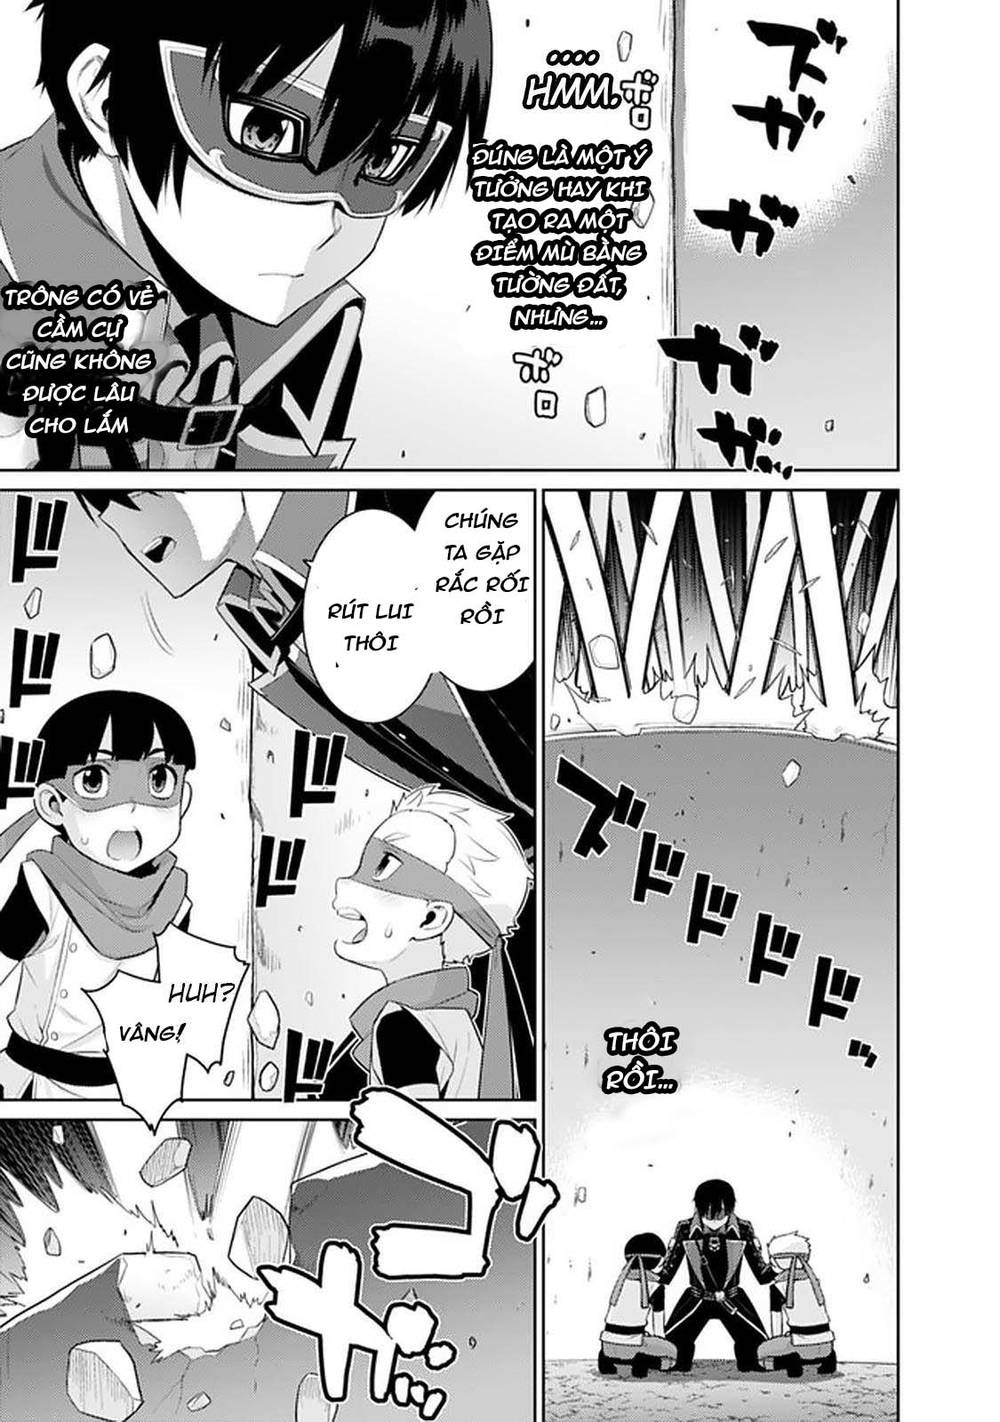 ズガ
ガガ
ガガッ
....
HMM.
ボロ
ĐÚNG LÀ MỘT Ý
TƯỞNG HAY KHI
TẠO RA MỘT
ĐIỂM MÙ BẰNG
TƯỜNG ĐẤT,
NHƯNG...
ボロ
TRÔNG CÓ VẺ
CẦM CỰ
CŨNG KHÔNG
ĐƯỢC LÂU
CHO LẮM
ズドドドドッ
THÔI
RỒI...
CHÚNG
TA GẶP
RẮC RỐI
RỒI
RÚT LUI
THÔI
ドドド
ドドド
HUH?
VÂNG!